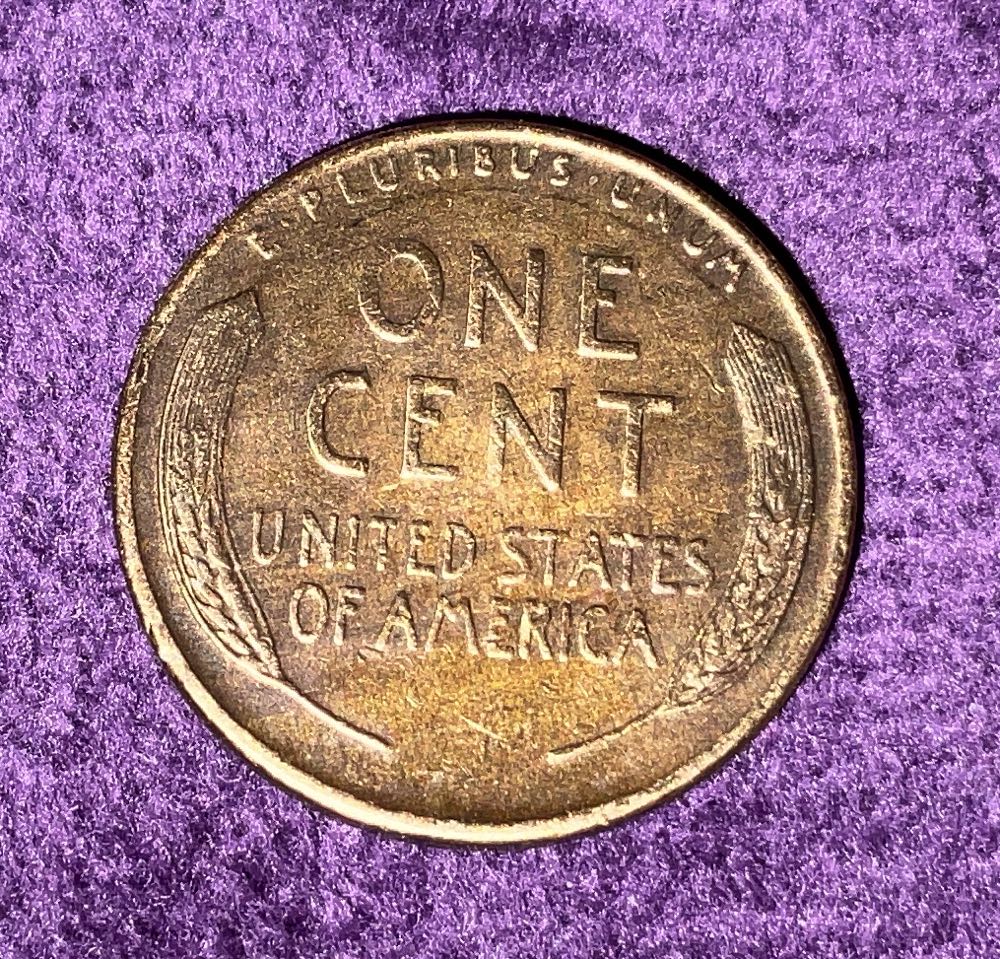 E·PLURIBUS·UNUM
ONE
CENT
UNITED STATES
OF AMERICA